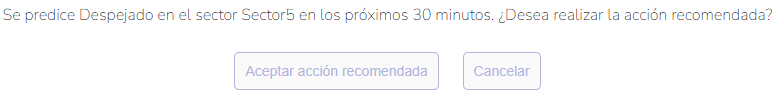 Se predice Despejado en el sector Sector5 en los próximos 30 minutos. ¿Desea realizar la acción recomendada?
Aceptar acción recomendada Cancelar